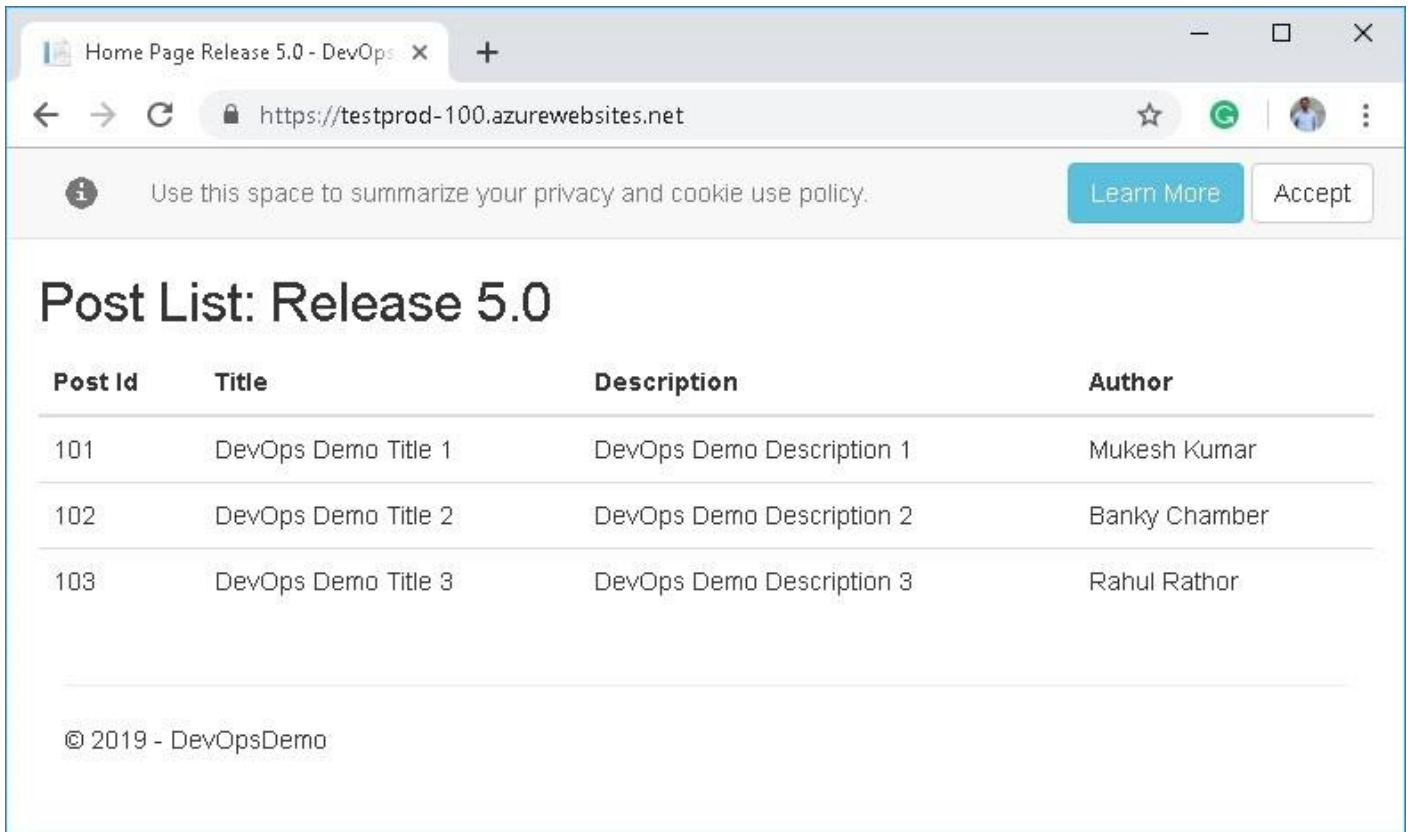 Home Page Release 5.0 - DevOps
https://testprod-100.azurewebsites.net
Use this space to summarize your privacy and cookie use policy. Learn More Accept
Post List: Release 5.0
Post Id Title Description Author
101 DevOps Demo Title 1 DevOps Demo Description 1 Mukesh Kumar
102 DevOps Demo Title 2 DevOps Demo Description 2 Banky Chamber
103 DevOps Demo Title 3 DevOps Demo Description 3 Rahul Rathor
© 2019 - DevOpsDemo